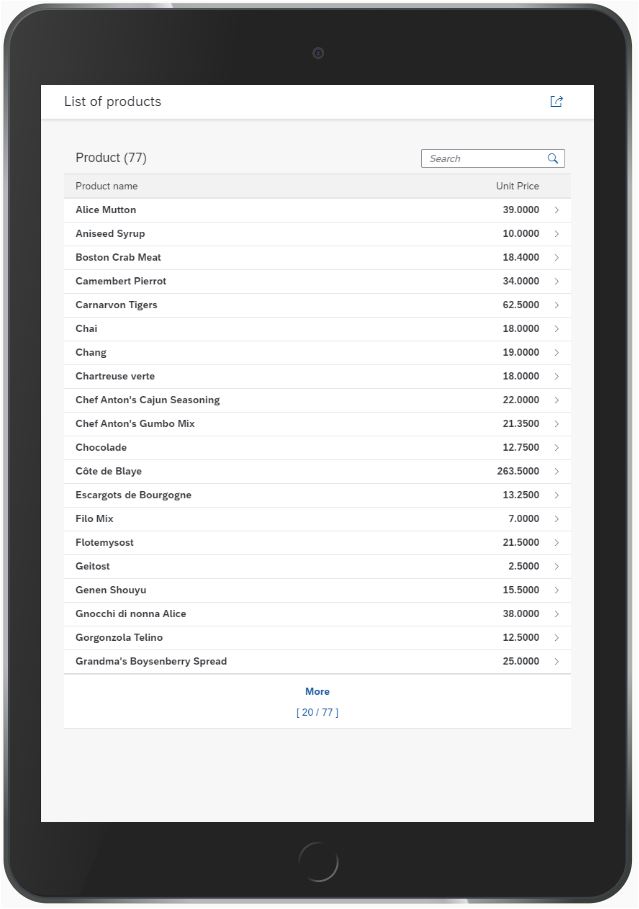 List of products
Product (77)
Search
Product name Unit Price
Alice Mutton 39.0000
Aniseed Syrup 10.0000
Boston Crab Meat 18.4000
Camembert Pierrot 34.0000
Carnarvon Tigers 62.5000
Chai 18.0000
Chang 19.0000
Chartreuse verte 18.0000
Chef Anton's Cajun Seasoning 22.0000
Chef Anton's Gumbo Mix 21.3500
Chocolade 12.7500
Côte de Blaye 263.5000
Escargots de Bourgogne 13.2500
Filo Mix 7.0000
Flotemysost 21.5000
Geitost 2.5000
Genen Shouyu 15.5000
Gnocchi di nonna Alice 38.0000
Gorgonzola Telino 12.5000
Grandma's Boysenberry Spread 25.0000
More
[ 20 / 77 ]